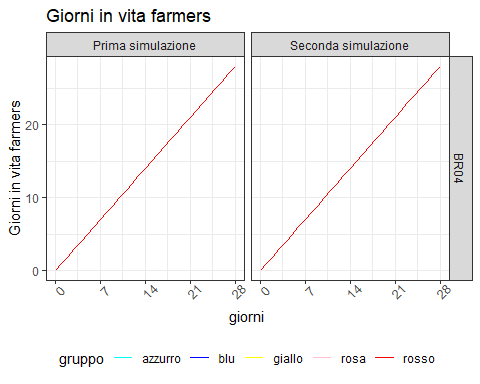 Giorni in vita farmers
Prima simulazione
Seconda simulazione
Giorni in vita farmers
20
10
0
BR04
0 7 14 21 28
0 7 14 21 28
giorni
gruppo azzurro blu giallo rosa rosso